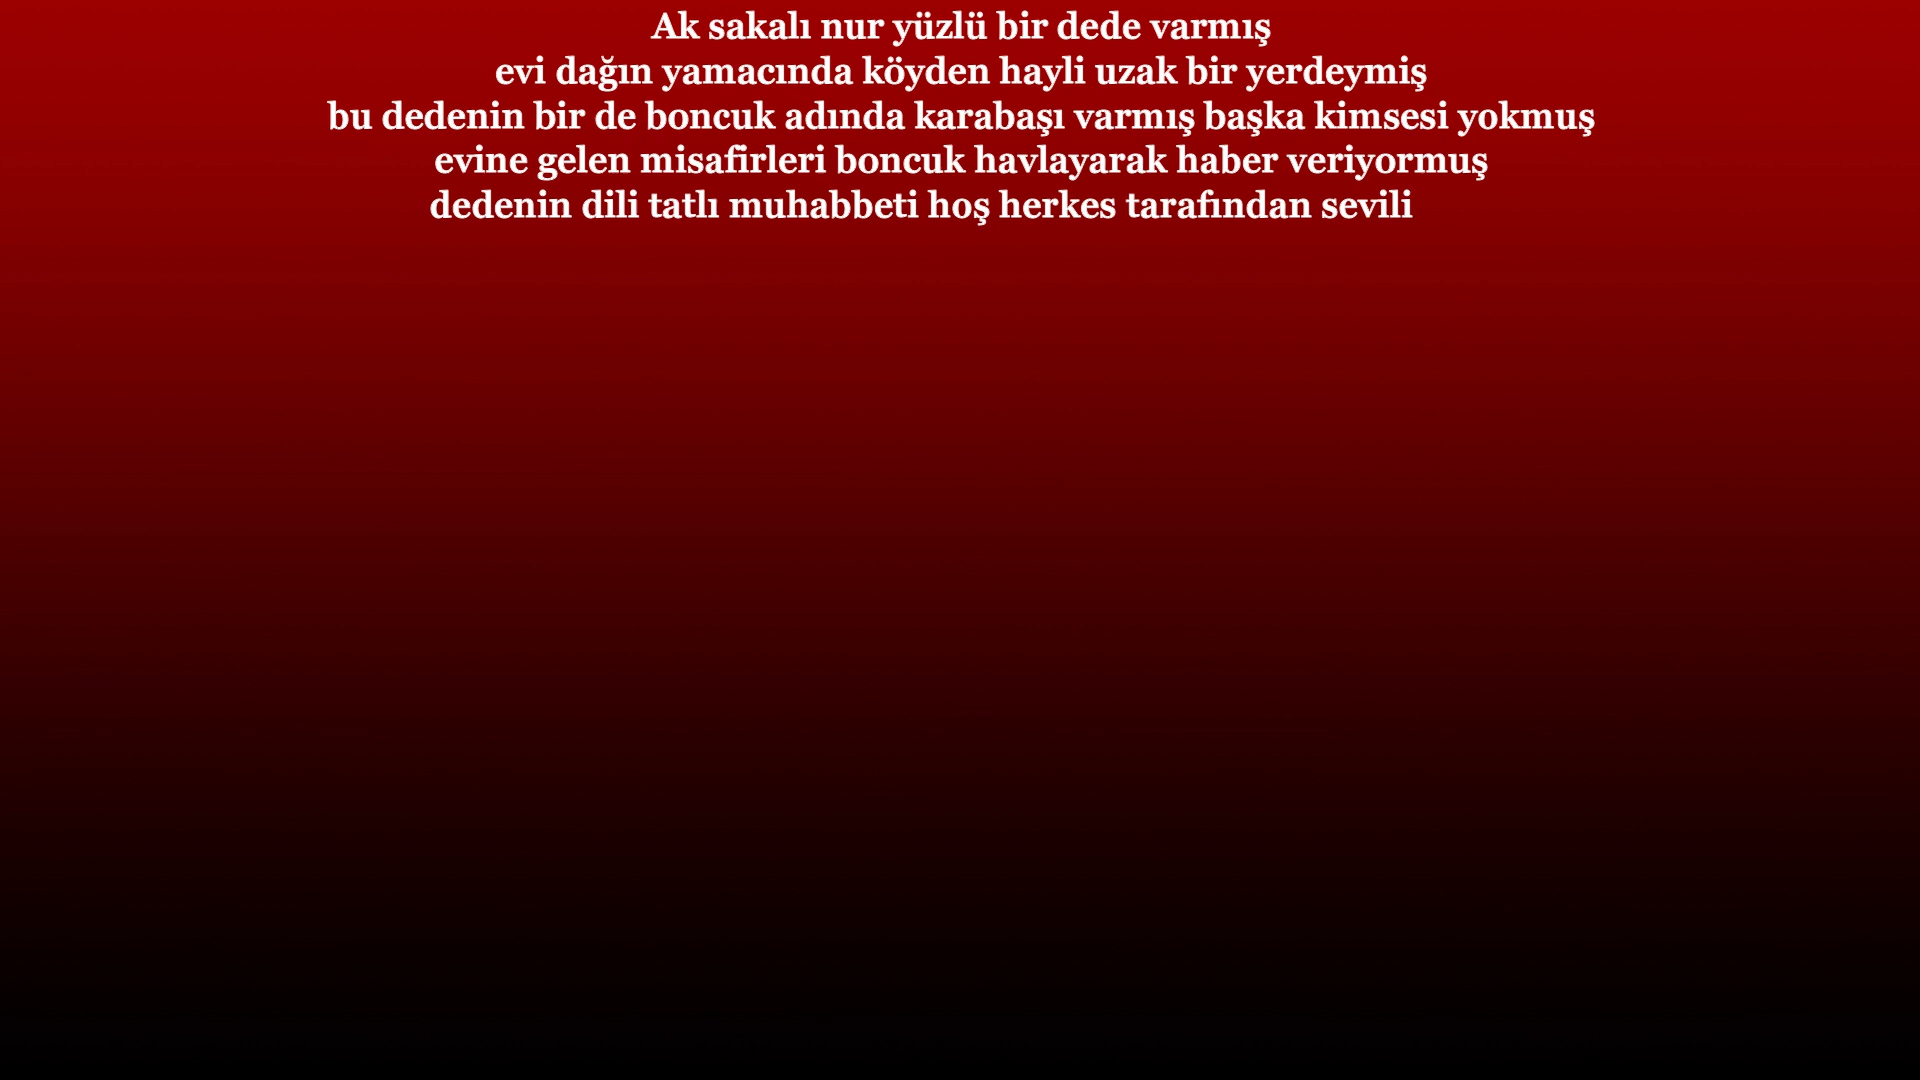 Ak sakalı nur yüzlü bir dede varmış
evi dağın yamacında köyden hayli uzak bir yerdeymiş
bu dedenin bir de boncuk adında karabaşı varmış başka kimsesi yokmuş
evine gelen misafirleri boncuk havlayarak haber veriyormuş
dedenin dili tatlı muhabbeti hoş herkes tarafından sevili